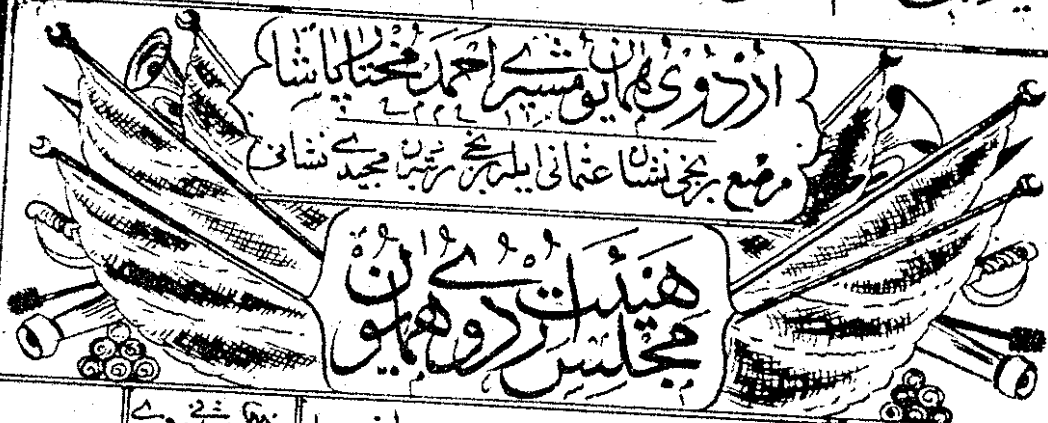 اردوی همایون مشیری احمد مختار پاشا
مرصع برنجی نشان عثمانی ایله برنجی رتبه‌دن مجیدی نشانی
هیئت
مجلس اردوی همایون